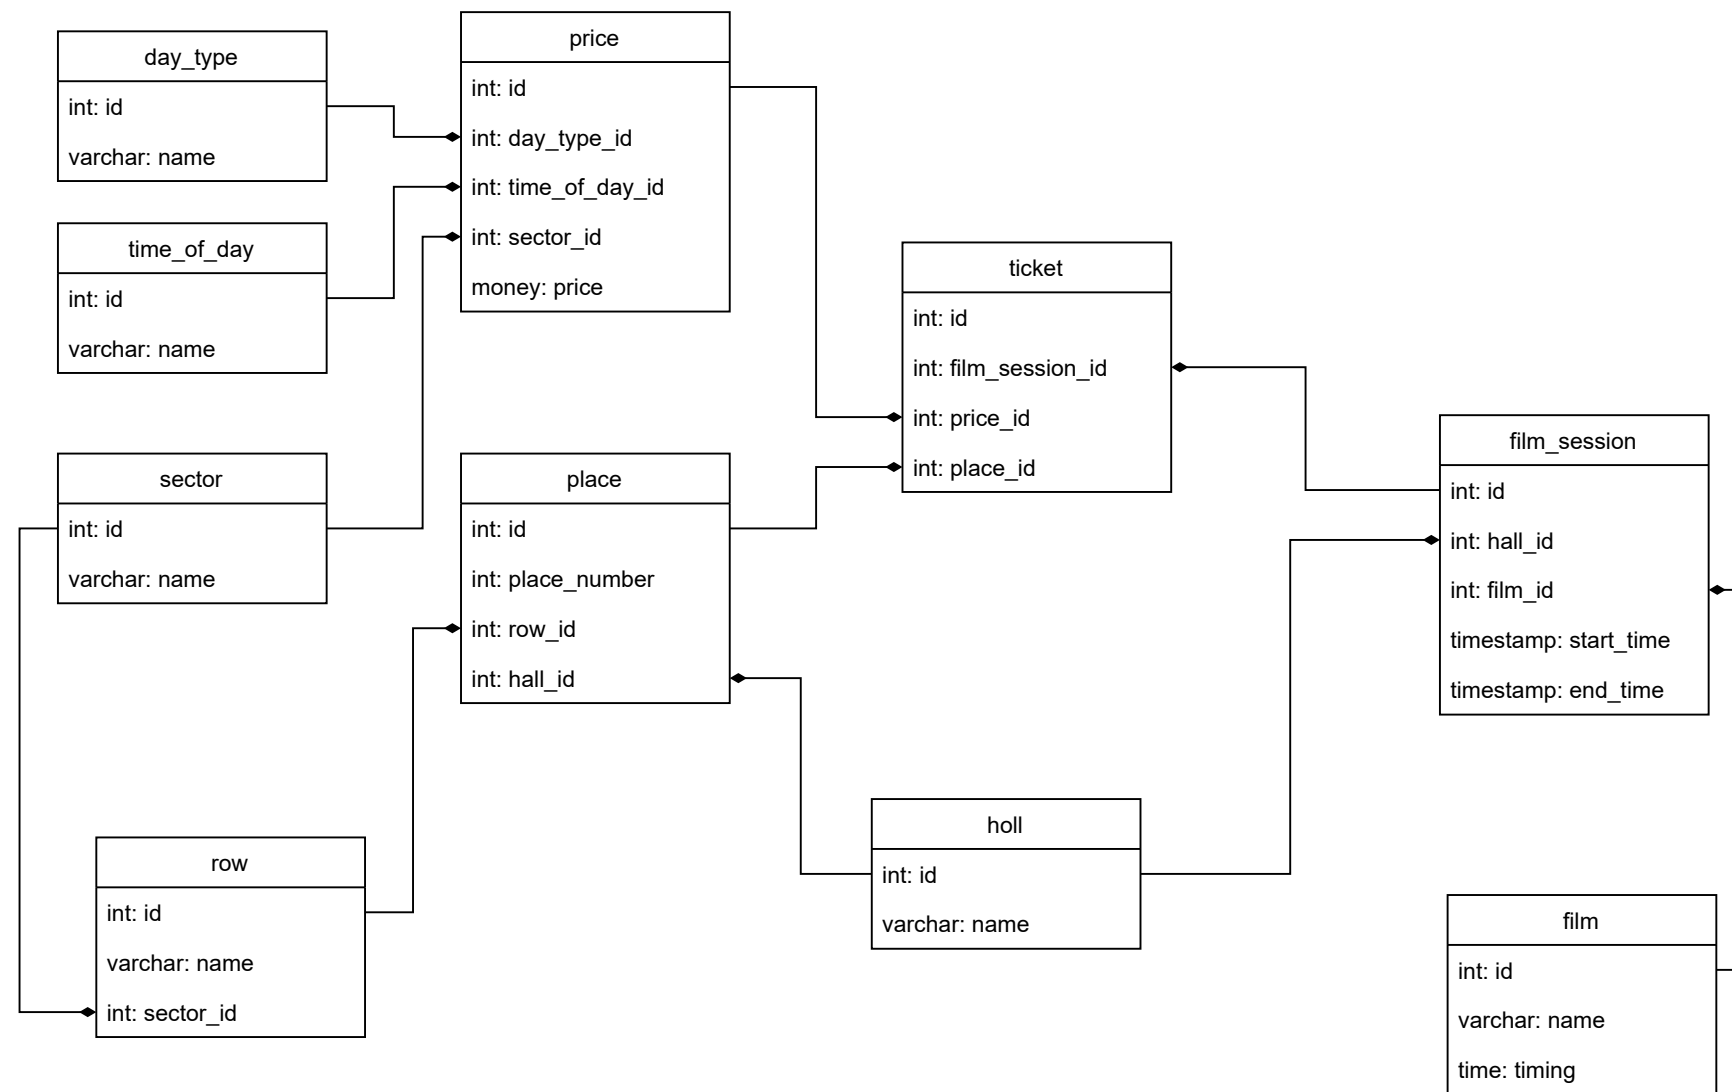 day_type
int: id
varchar: name
time_of_day
int: id
varchar: name
price
int: id
int: day_type_id
int: time_of_day_id
int: sector_id
money: price
ticket
int: id
int: film_session_id
int: price_id
int: place_id
sector
int: id
varchar: name
place
int: id
int: place_number
int: row_id
int: hall_id
film_session
int: id
int: hall_id
int: film_id
timestamp: start_time
timestamp: end_time
row
int: id
varchar: name
int: sector_id
holl
int: id
varchar: name
film
int: id
varchar: name
time: timing